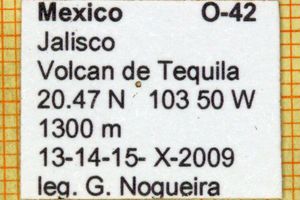 Mexico O-42
Jalisco
Volcan de Tequila
20.47 N 103 50 W
1300 m
13-14-15- X-2009
leg. G. Nogueira